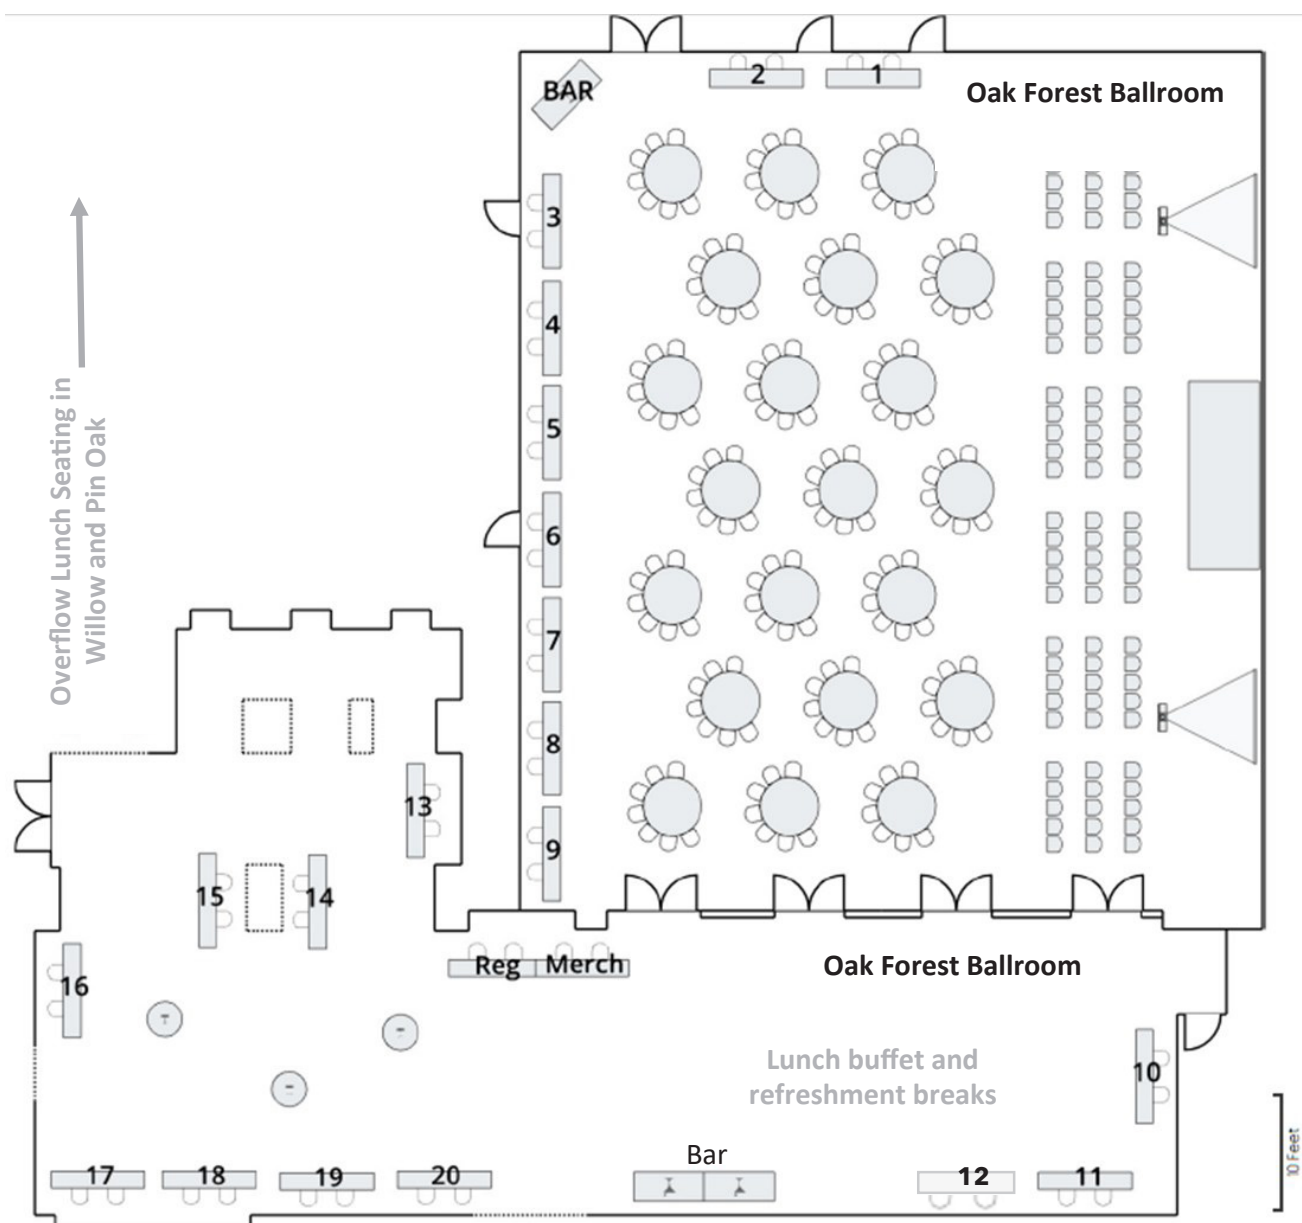 BAR
2
1
Oak Forest Ballroom
3
4
5
6
7
8
9
Overflow Lunch Seating in
Willow and Pin Oak
13
15
14
16
Reg
Merch
Oak Forest Ballroom
Lunch buffet and
refreshment breaks
10
10 Feet
Bar
17
18
19
20
12
11